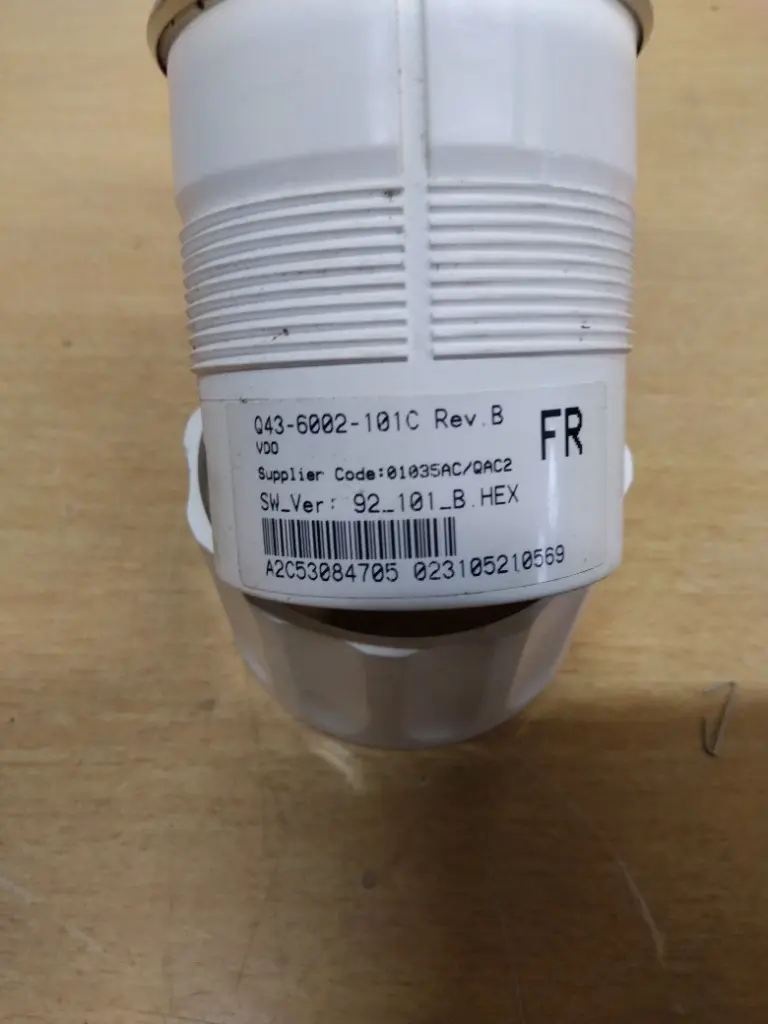 Q43-6002-101C Rev.B
VDO
FR
Supplier Code:01035AC/QAC2
SW_Ver: 92_101_B.HEX
A2C53084705 023105210569